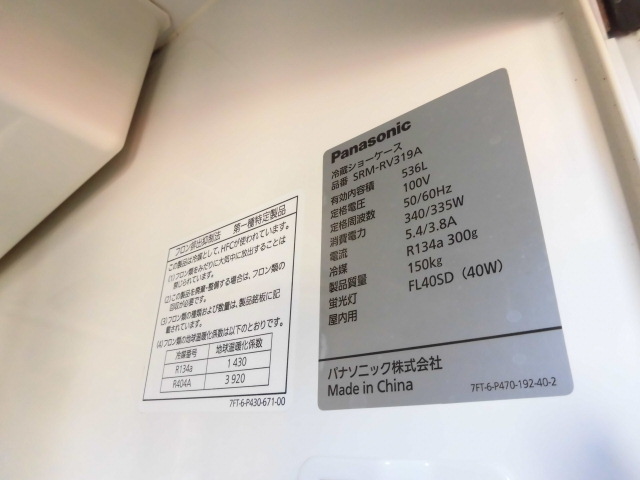 フロン排出抑制法 第一種特定製品
この製品は冷媒として、HFCが使われています。
(1)フロン類をみだりに大気中に放出することは
禁じられています。
(2)この製品を廃棄・整備する場合は、フロン類の
回収が必要です。
(3)フロン類の種類および数量は、製品銘板に記
載されています。
(4)フロン類の地球温暖化係数は以下のとおりです。
冷媒番号 地球温暖化係数
R134a 1 430
R404A 3 920
7FT-6-P430-671-00
Panasonic
冷蔵ショーケース
品番 SRM-RV319A
有効内容積 536L
定格電圧 100V
定格周波数 50/60Hz
消費電力 340/335W
電流 5.4/3.8A
冷媒 R134a 300g
製品質量 150kg
蛍光灯 FL40SD（40W）
屋内用
パナソニック株式会社
Made in China 7FT-6-P470-192-40-2